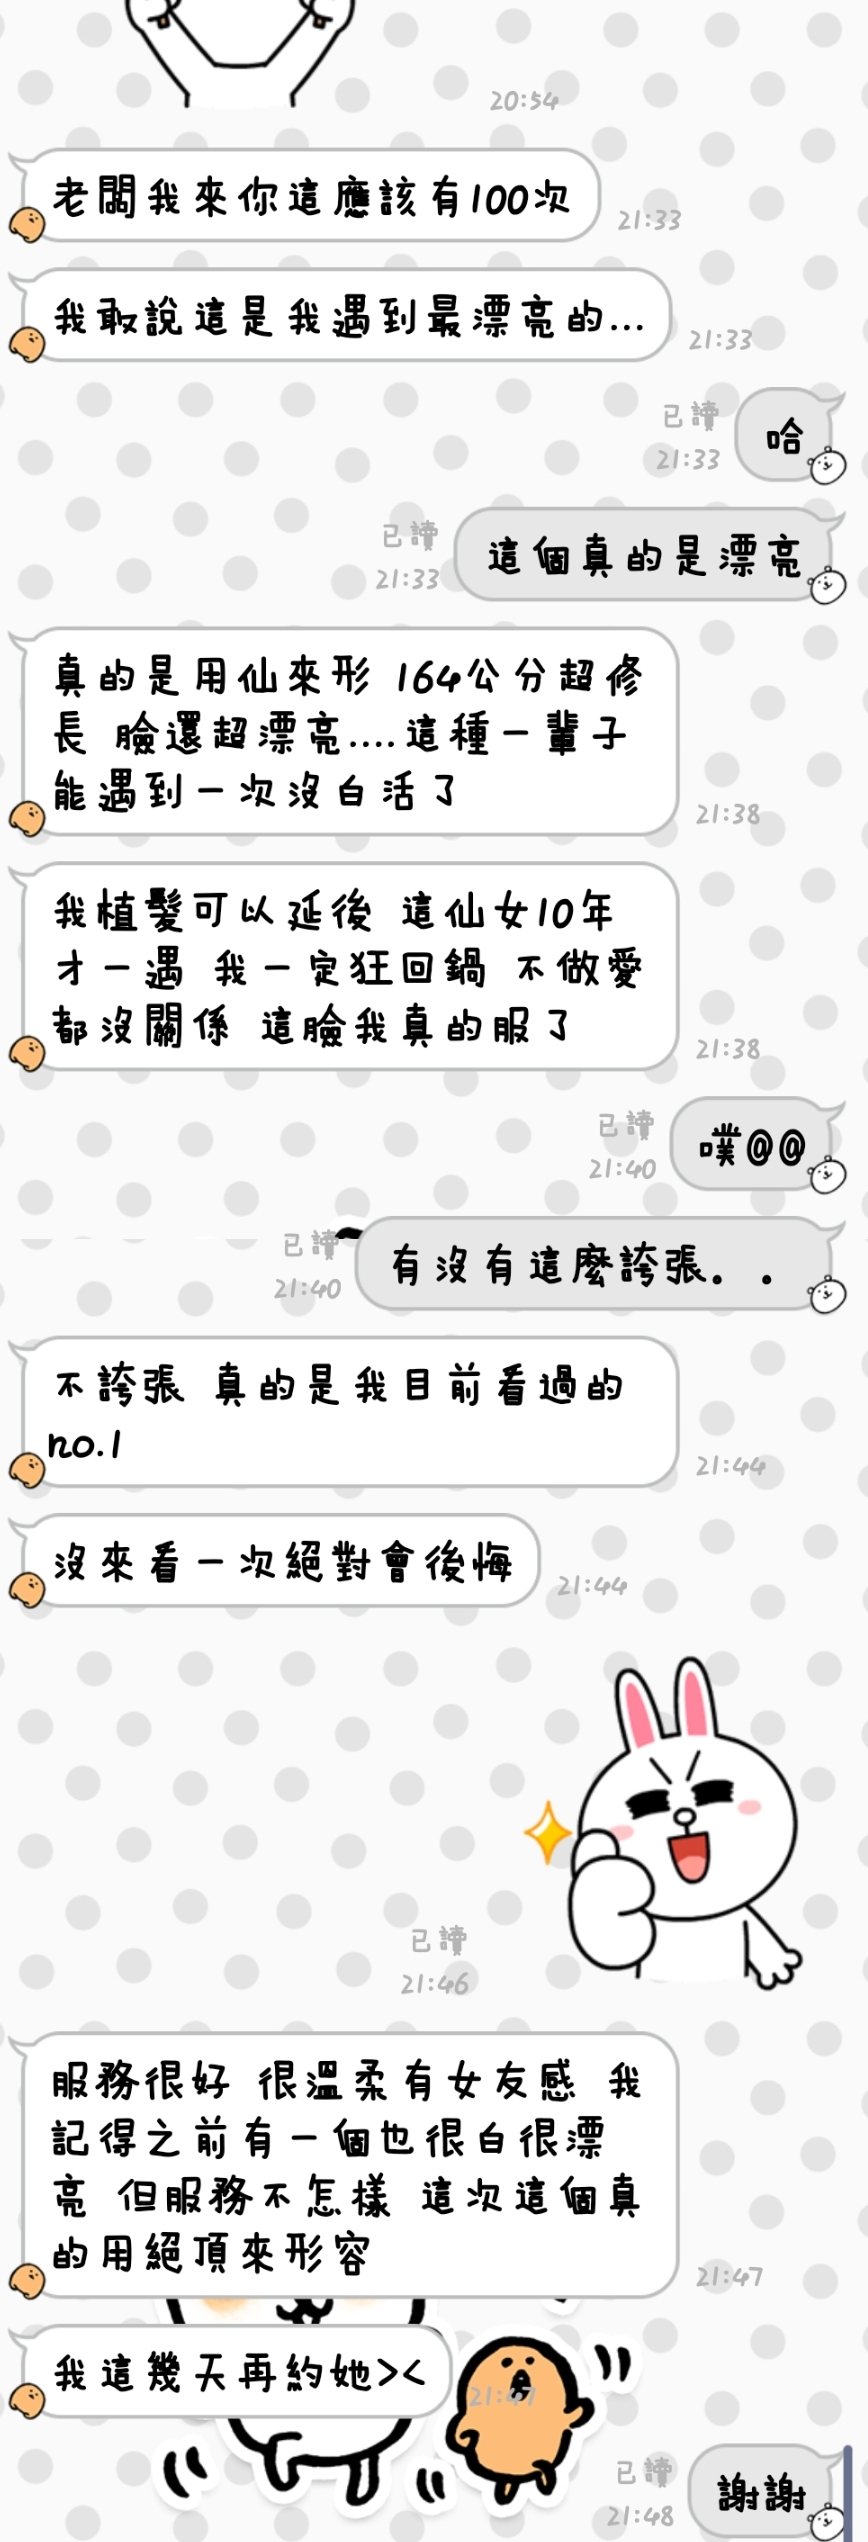 20:54
老闆我來你這應該有100次
21:33
我敢說這是我遇到最漂亮的...
21:33
已讀
21:33
哈
已讀
21:33
這個真的是漂亮
真的是用仙來形 164公分超修
長 臉還超漂亮....這種一輩子
能遇到一次沒白活了
21:38
我植髮可以延後 這仙女10年
才一遇 我一定狂回鍋 不做愛
都沒關係 這臉我真的服了
21:38
已讀
21:40
噗@@
已讀
21:40
有沒有這麼誇張. .
不誇張 真的是我目前看過的
no.1
21:44
沒來看一次絕對會後悔
21:44
已讀
21:46
服務很好 很溫柔有女友感 我
記得之前有一個也很白很漂
亮 但服務不怎樣 這次這個真
的用絕頂來形容
21:47
我這幾天再約她><
21:47
已讀
21:48
謝謝